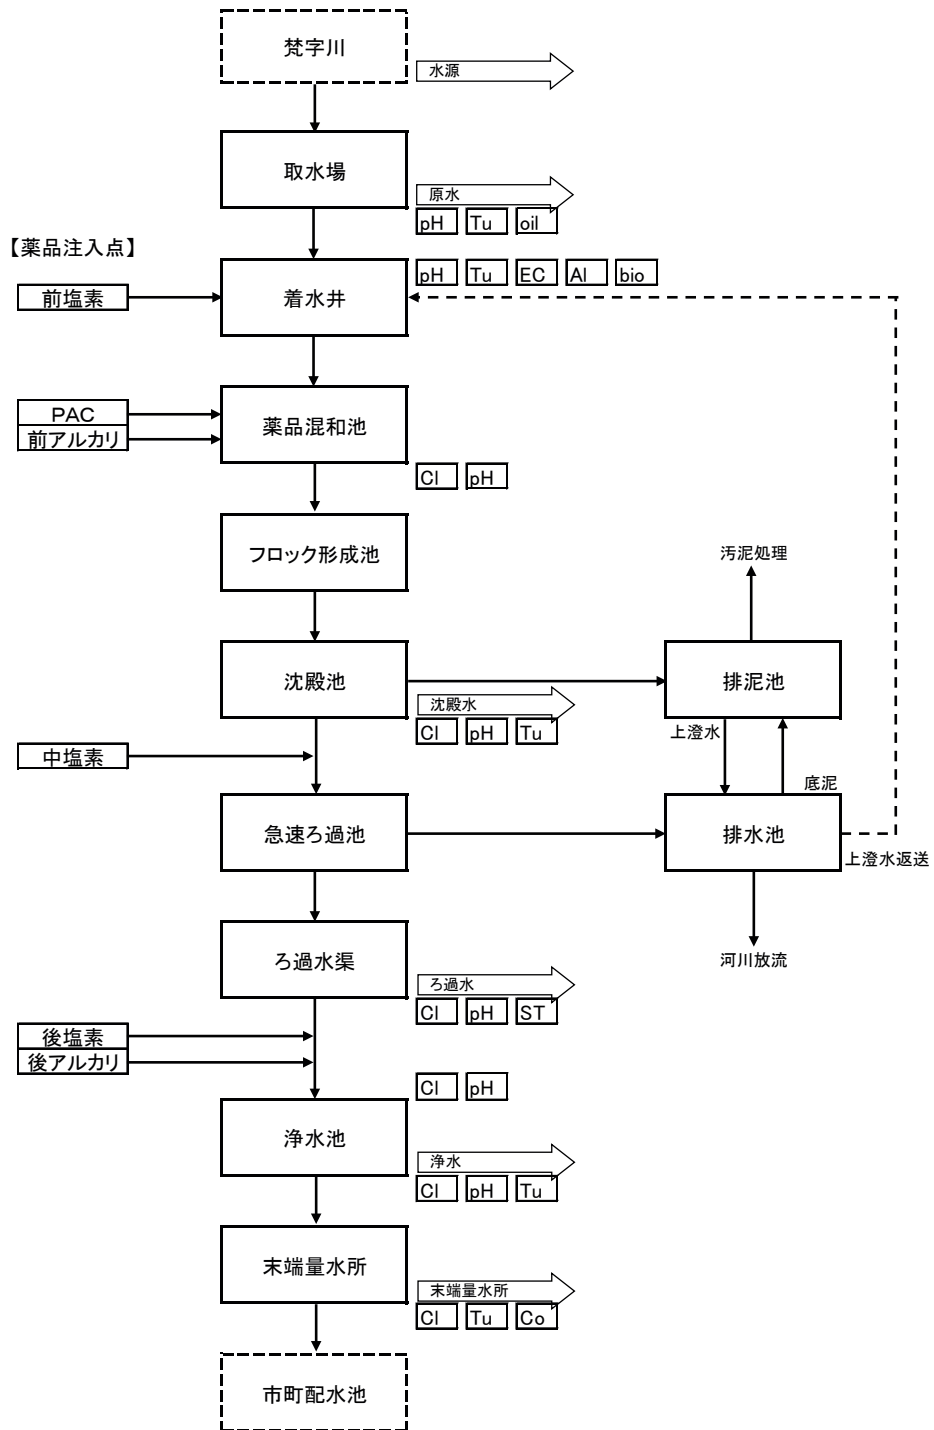 梵字川
水源
取水場
原水
pH Tu oil
【薬品注入点】
pH Tu EC Al bio
前塩素
着水井
PAC
前アルカリ
薬品混和池
Cl pH
フロック形成池
汚泥処理
沈殿池
排泥池
沈殿水
Cl pH Tu
上澄水
中塩素
底泥
急速ろ過池
排水池
上澄水返送
ろ過水渠
河川放流
ろ過水
Cl pH ST
後塩素
後アルカリ
Cl pH
浄水池
浄水
Cl pH Tu
末端量水所
末端量水所
Cl Tu Co
市町配水池